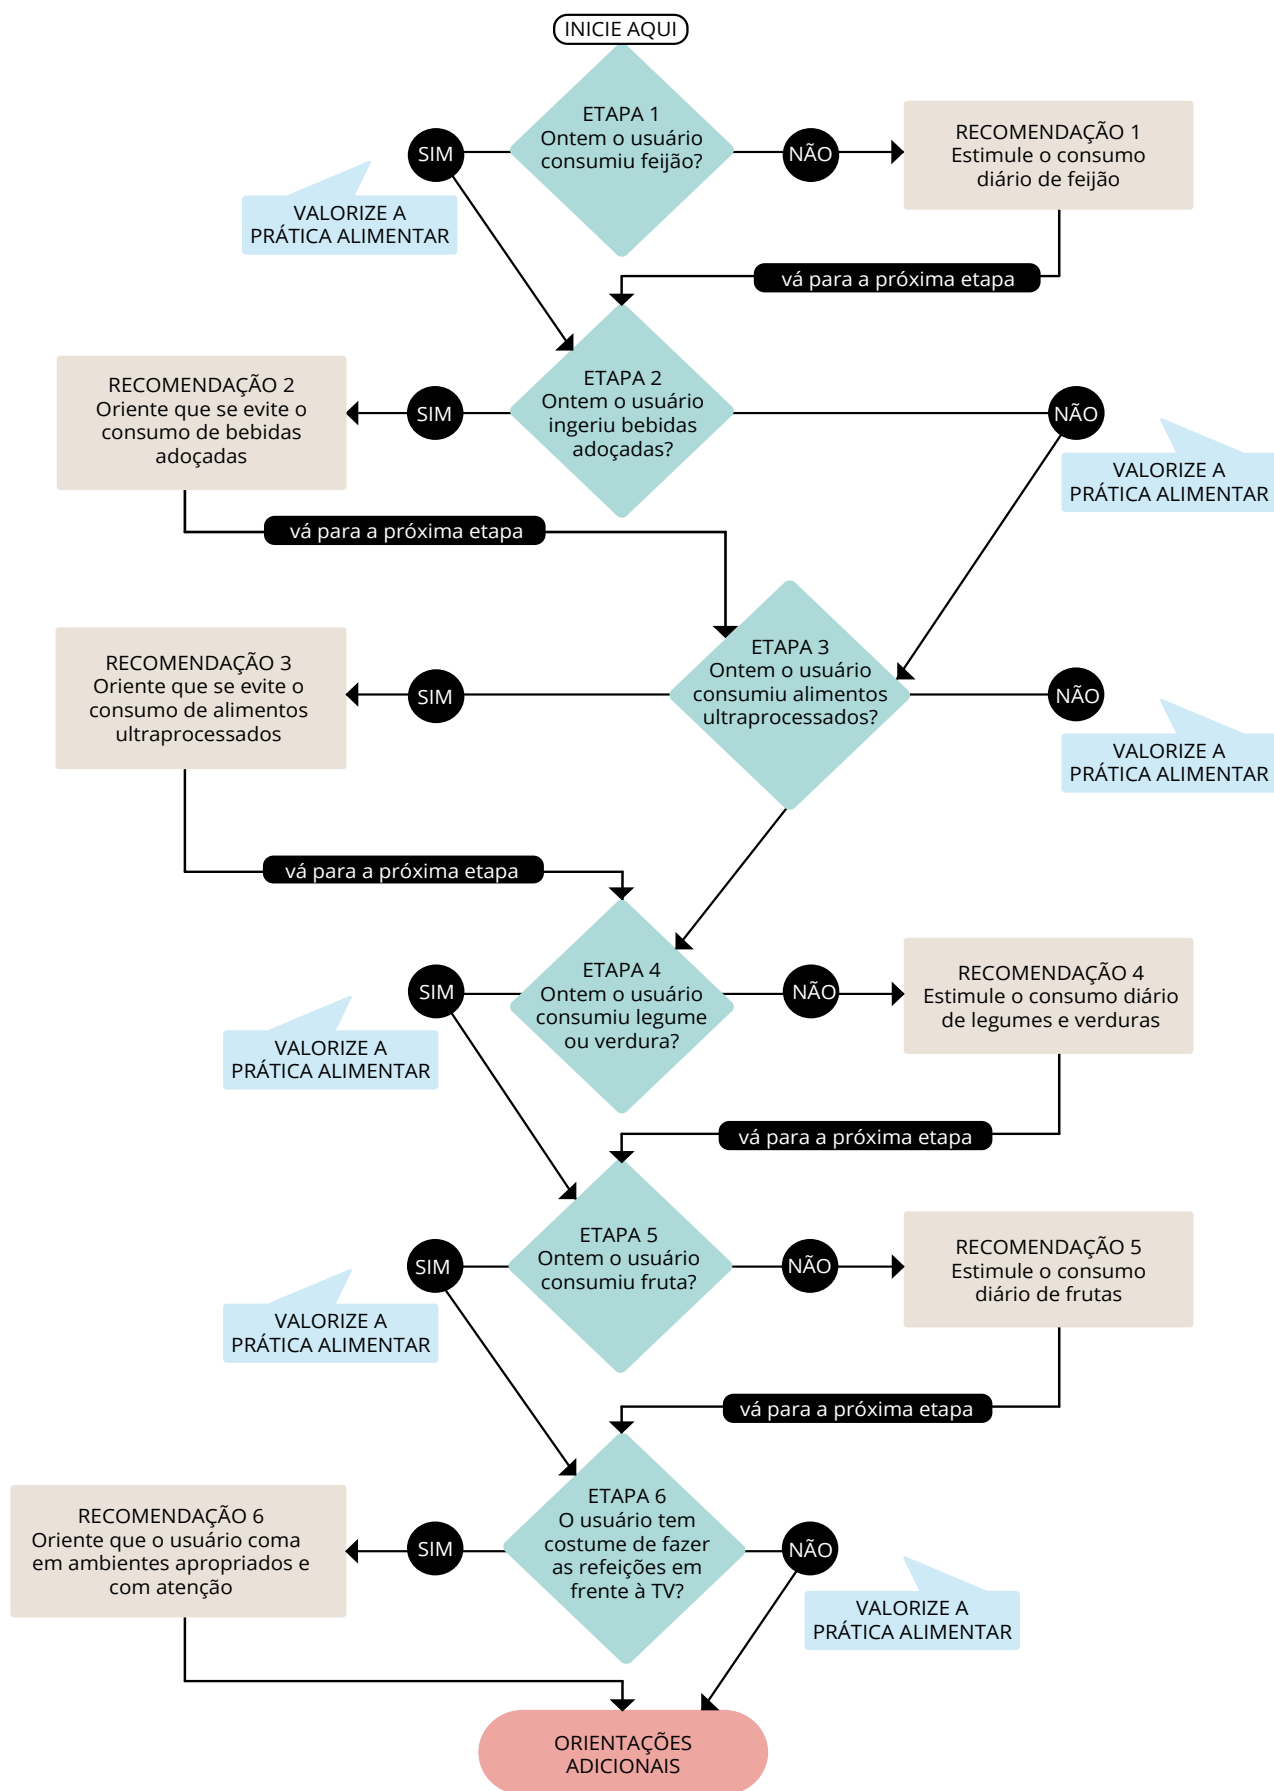 INICIE AQUI
ETAPA 1
Ontem o usuário
consumiu feijão?
SIM
NÃO
RECOMENDAÇÃO 1
Estimule o consumo
diário de feijão
VALORIZE A
PRÁTICA ALIMENTAR
vá para a próxima etapa
ETAPA 2
Ontem o usuário
ingeriu bebidas
adoçadas?
SIM
NÃO
RECOMENDAÇÃO 2
Oriente que se evite o
consumo de bebidas
adoçadas
VALORIZE A
PRÁTICA ALIMENTAR
vá para a próxima etapa
ETAPA 3
Ontem o usuário
consumiu alimentos
ultraprocessados?
SIM
NÃO
RECOMENDAÇÃO 3
Oriente que se evite o
consumo de alimentos
ultraprocessados
VALORIZE A
PRÁTICA ALIMENTAR
vá para a próxima etapa
ETAPA 4
Ontem o usuário
consumiu legume
ou verdura?
SIM
NÃO
RECOMENDAÇÃO 4
Estimule o consumo diário
de legumes e verduras
VALORIZE A
PRÁTICA ALIMENTAR
vá para a próxima etapa
ETAPA 5
Ontem o usuário
consumiu fruta?
SIM
NÃO
RECOMENDAÇÃO 5
Estimule o consumo
diário de frutas
VALORIZE A
PRÁTICA ALIMENTAR
vá para a próxima etapa
ETAPA 6
O usuário tem
costume de fazer
as refeições em
frente à TV?
SIM
NÃO
RECOMENDAÇÃO 6
Oriente que o usuário coma
em ambientes apropriados e
com atenção
VALORIZE A
PRÁTICA ALIMENTAR
ORIENTAÇÕES
ADICIONAIS